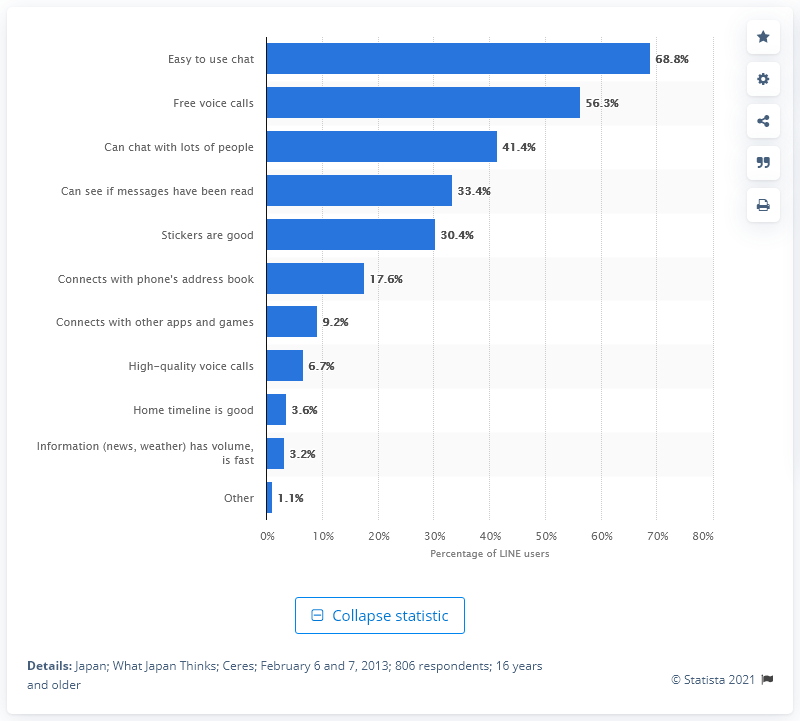 Easy to use chat 68.8%
Free voice calls 56.3%
Can chat with lots of people 41.4%
Can see if messages have been read 33.4%
Stickers are good 30.4%
Connects with phone's address book 17.6%
Connects with other apps and games 9.2%
High-quality voice calls 6.7%
Home timeline is good 3.6%
Information (news, weather) has volume,
is fast 3.2%
Other 1.1%
0% 10% 20% 30% 40% 50% 60% 70% 80%
Percentage of LINE users
Collapse statistic
Details: Japan; What Japan Thinks; Ceres; February 6 and 7, 2013; 806 respondents; 16 years
and older
© Statista 2021